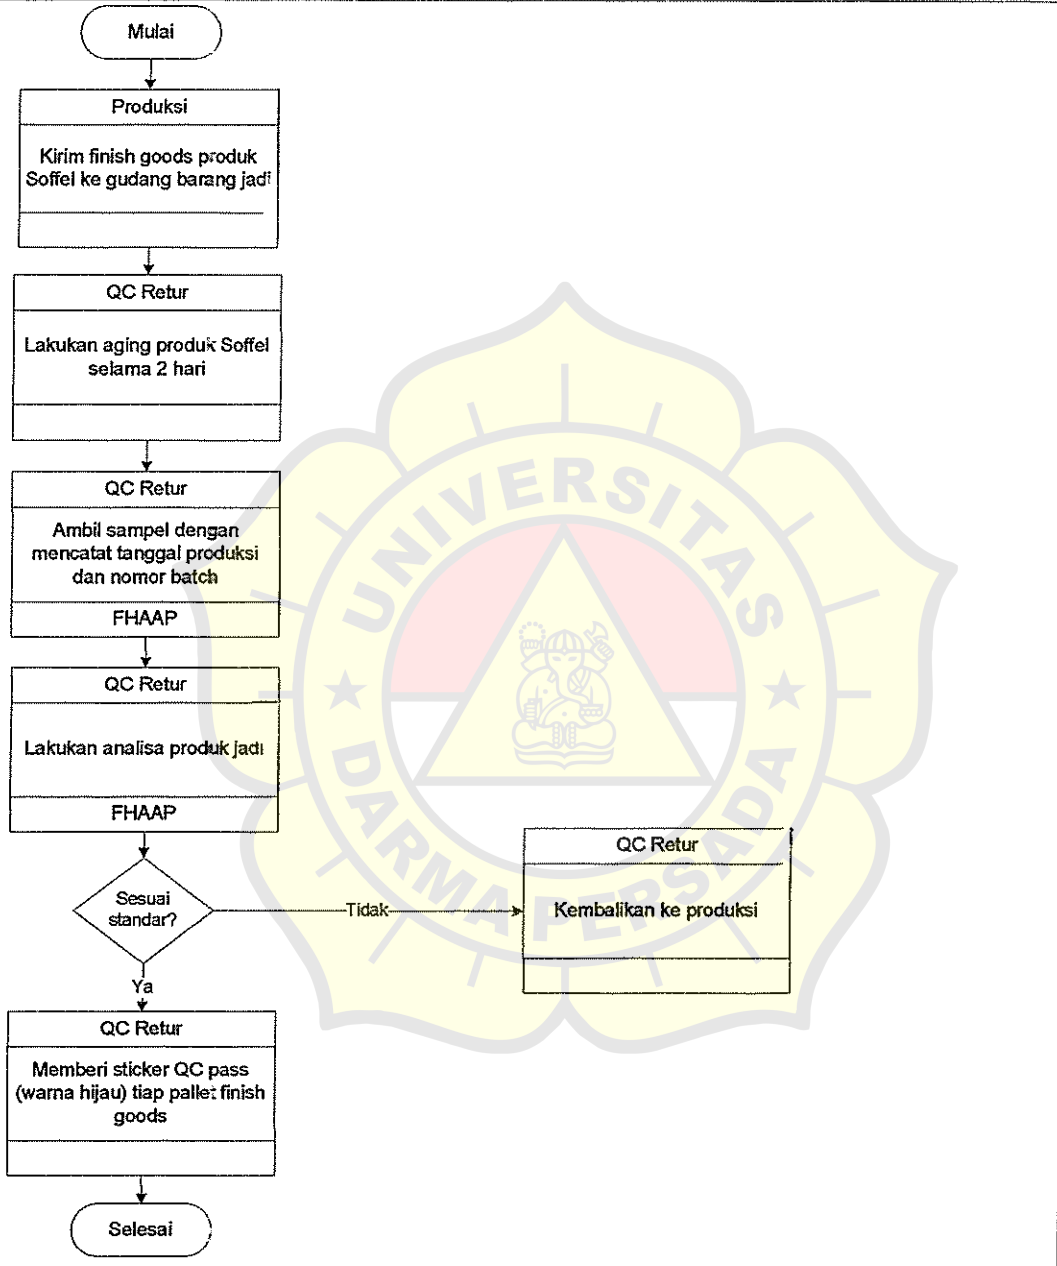 Mulai
Produksi
Kirim finish goods produk
Soffel ke gudang barang jadi
QC Retur
Lakukan aging produk Soffel
selama 2 hari
QC Retur
Ambil sampel dengan
mencatat tanggal produksi
dan nomor batch
FHAAP
QC Retur
Lakukan analisa produk jadi
FHAAP
Sesuai
standar?
Tidak
QC Retur
Kembalikan ke produksi
Ya
QC Retur
Memberi sticker QC pass
(warna hijau) tiap pallet finish
goods
Selesai
UNIVERSITAS
DARMA PERSADA